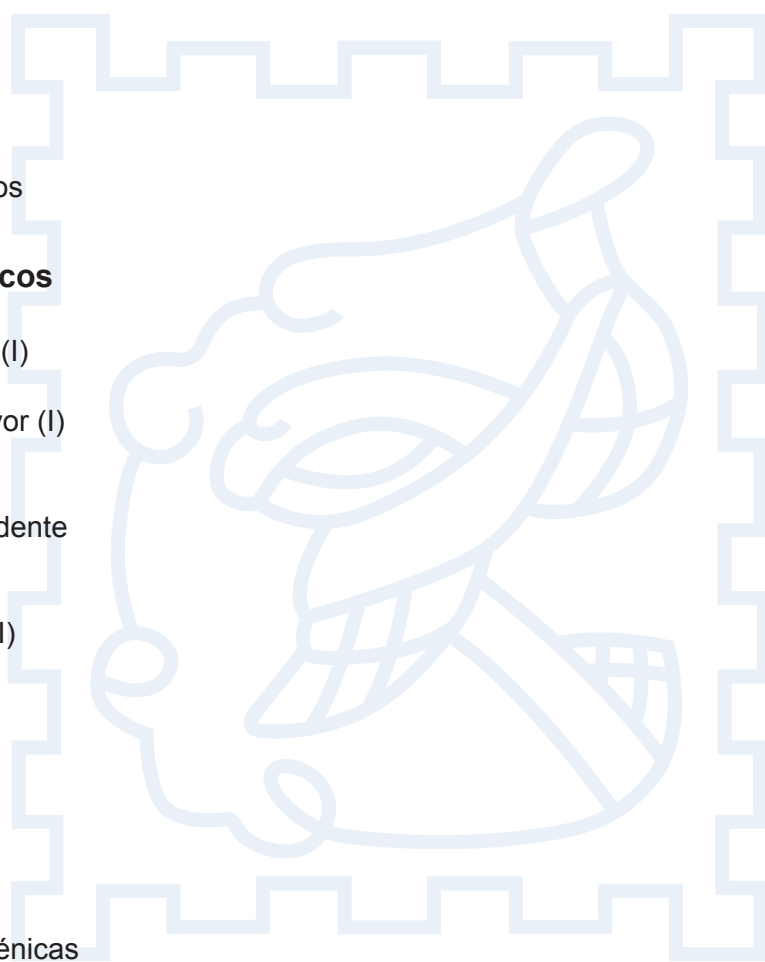 os
cos
(I)
vor (I)
dente
I)
énicas